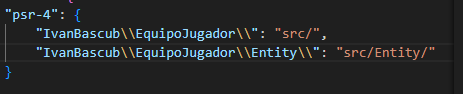 "psr-4": {
"IvanBascub\\EquipoJugador\\": "src/",
"IvanBascub\\EquipoJugador\\Entity\\": "src/Entity/"
}